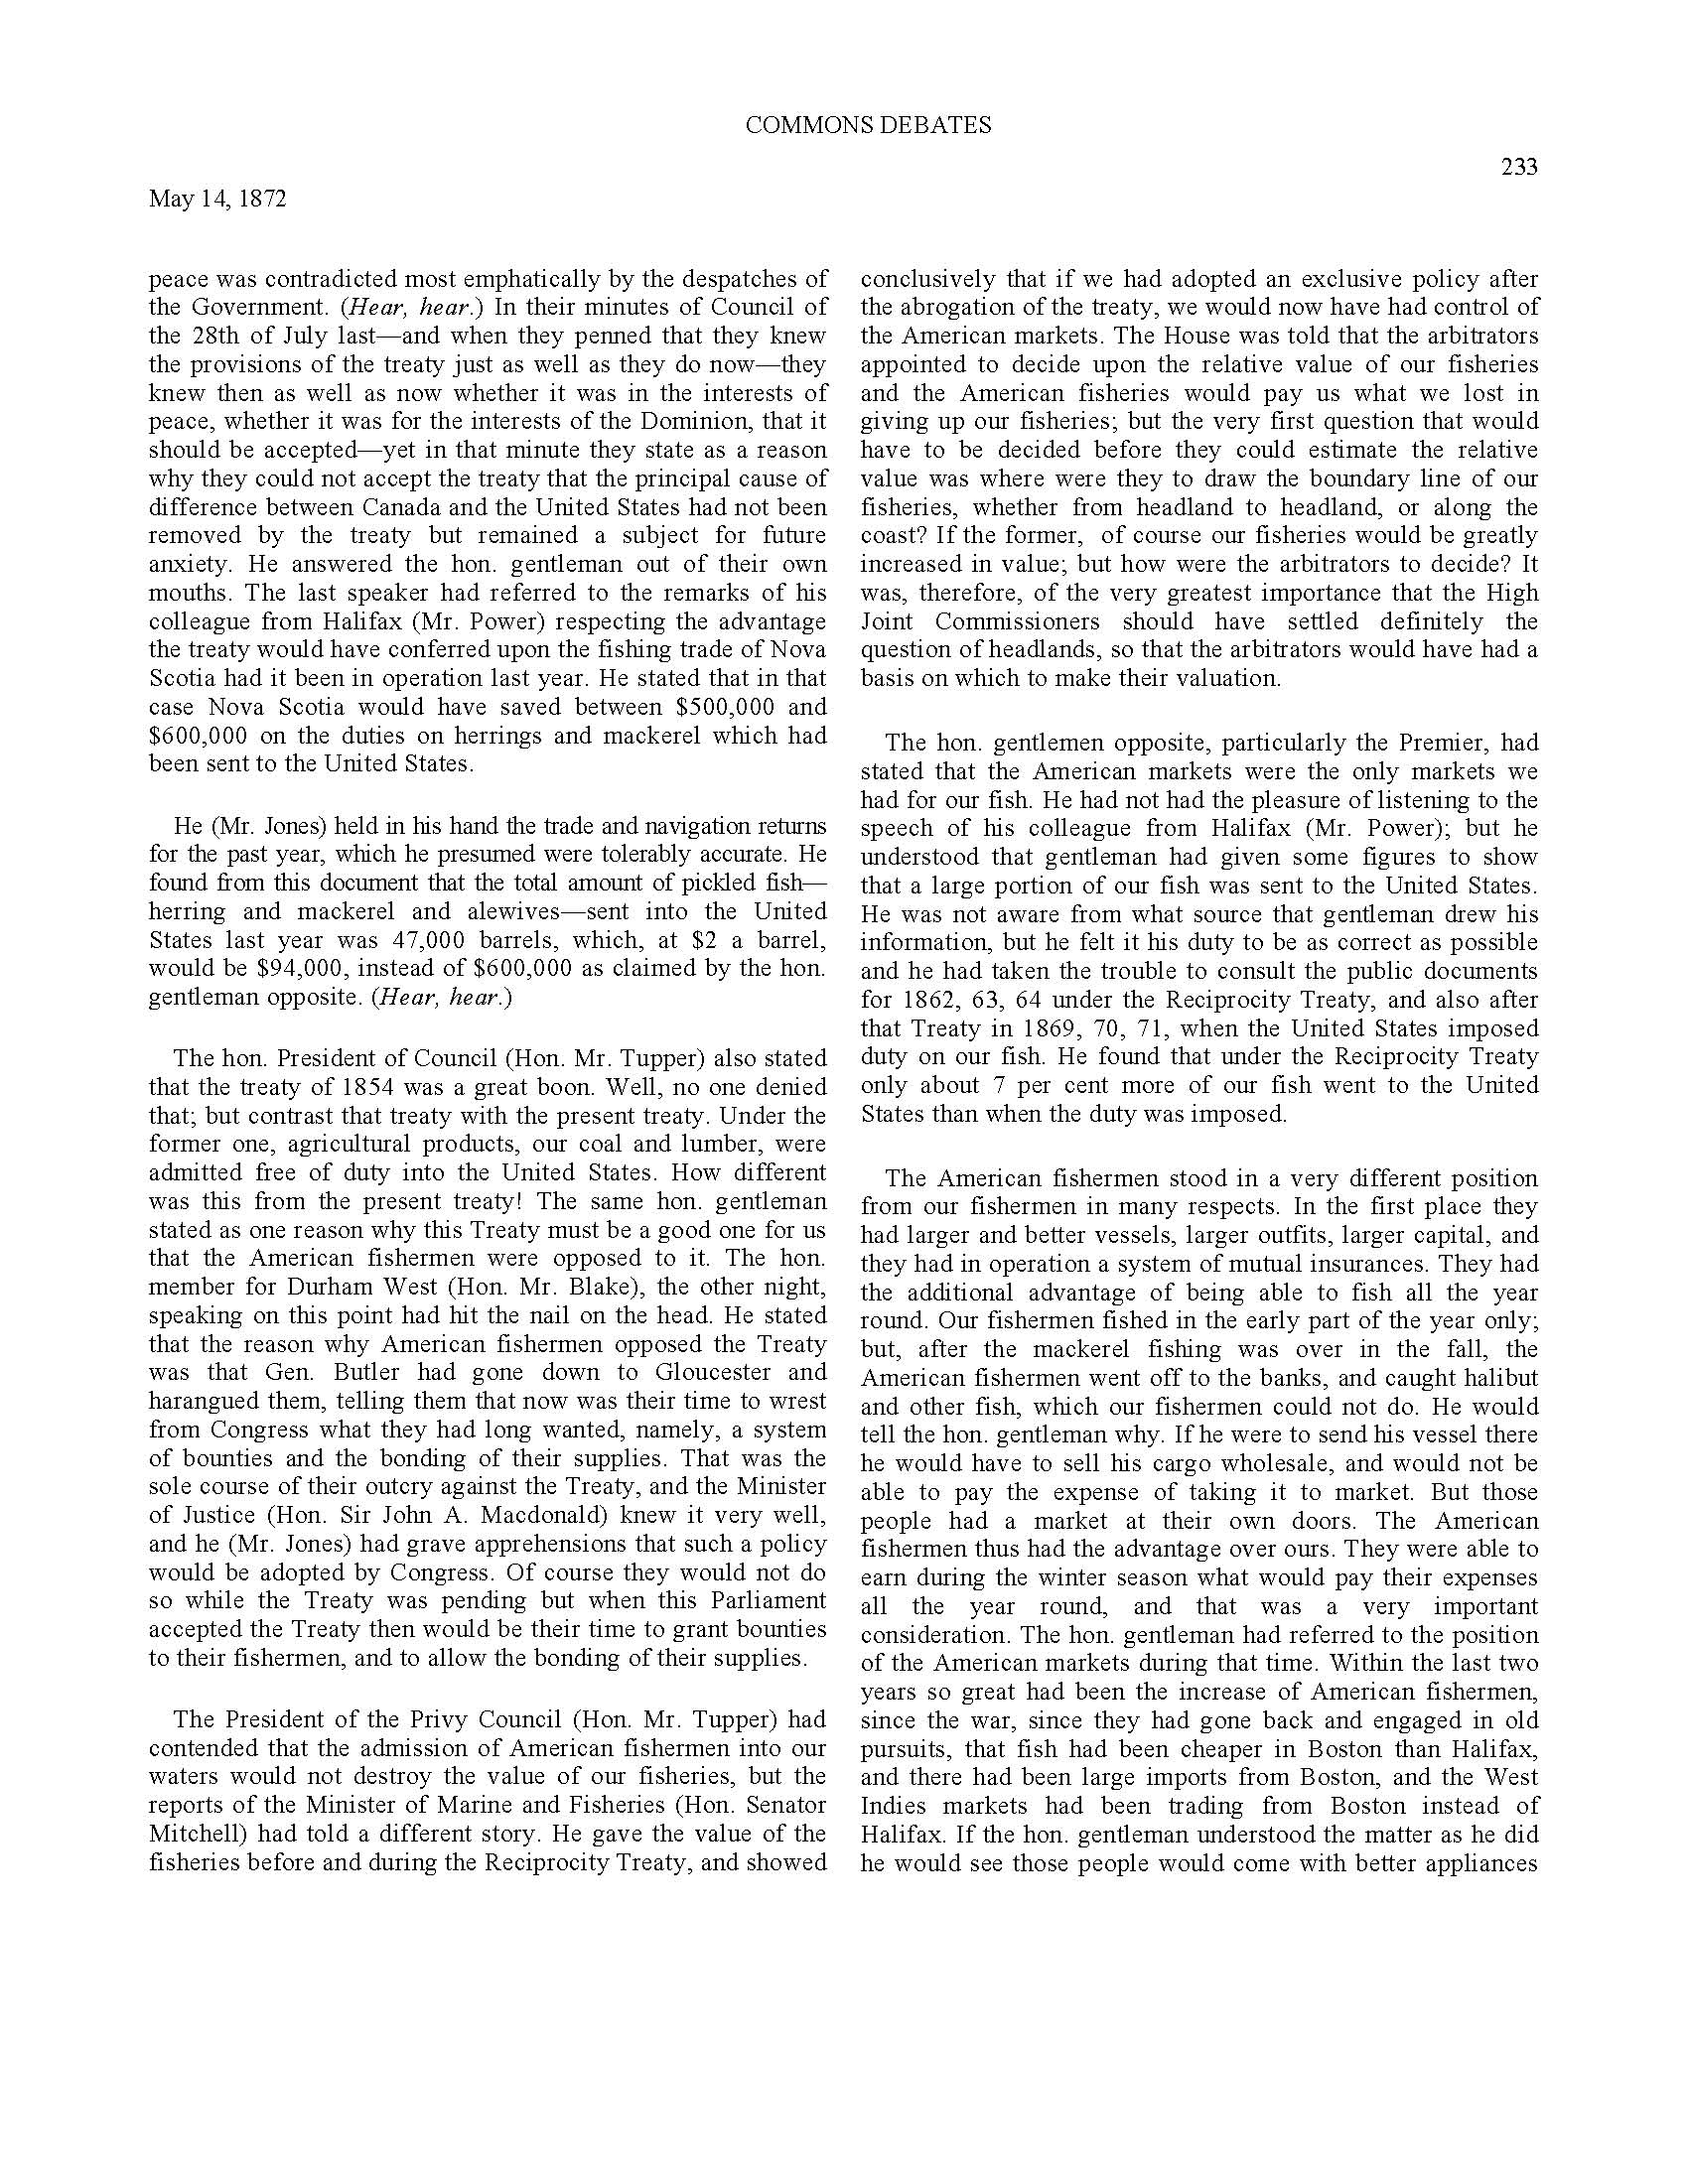 COMMONS DEBATES
233
May 14, 1872
peace was contradicted most emphatically by the despatches of
the Government. (Hear, hear.) In their minutes of Council of
the 28th of July last—and when they penned that they knew
the provisions of the treaty just as well as they do now—they
knew then as well as now whether it was in the interests of
peace, whether it was for the interests of the Dominion, that it
should be accepted—yet in that minute they state as a reason
why they could not accept the treaty that the principal cause of
difference between Canada and the United States had not been
removed by the treaty but remained a subject for future
anxiety. He answered the hon. gentleman out of their own
mouths. The last speaker had referred to the remarks of his
colleague from Halifax (Mr. Power) respecting the advantage
the treaty would have conferred upon the fishing trade of Nova
Scotia had it been in operation last year. He stated that in that
case Nova Scotia would have saved between $500,000 and
$600,000 on the duties on herrings and mackerel which had
been sent to the United States.
He (Mr. Jones) held in his hand the trade and navigation returns
for the past year, which he presumed were tolerably accurate. He
found from this document that the total amount of pickled fish—
herring and mackerel and alewives—sent into the United
States last year was 47,000 barrels, which, at $2 a barrel,
would be $94,000, instead of $600,000 as claimed by the hon.
gentleman opposite. (Hear, hear.)
The hon. President of Council (Hon. Mr. Tupper) also stated
that the treaty of 1854 was a great boon. Well, no one denied
that; but contrast that treaty with the present treaty. Under the
former one, agricultural products, our coal and lumber, were
admitted free of duty into the United States. How different
was this from the present treaty! The same hon. gentleman
stated as one reason why this Treaty must be a good one for us
that the American fishermen were opposed to it. The hon.
member for Durham West (Hon. Mr. Blake), the other night,
speaking on this point had hit the nail on the head. He stated
that the reason why American fishermen opposed the Treaty
was that Gen. Butler had gone down to Gloucester and
harangued them, telling them that now was their time to wrest
from Congress what they had long wanted, namely, a system
of bounties and the bonding of their supplies. That was the
sole course of their outcry against the Treaty, and the Minister
of Justice (Hon. Sir John A. Macdonald) knew it very well,
and he (Mr. Jones) had grave apprehensions that such a policy
would be adopted by Congress. Of course they would not do
so while the Treaty was pending but when this Parliament
accepted the Treaty then would be their time to grant bounties
to their fishermen, and to allow the bonding of their supplies.
The President of the Privy Council (Hon. Mr. Tupper) had
contended that the admission of American fishermen into our
waters would not destroy the value of our fisheries, but the
reports of the Minister of Marine and Fisheries (Hon. Senator
Mitchell) had told a different story. He gave the value of the
fisheries before and during the Reciprocity Treaty, and showed
conclusively that if we had adopted an exclusive policy after
the abrogation of the treaty, we would now have had control of
the American markets. The House was told that the arbitrators
appointed to decide upon the relative value of our fisheries
and the American fisheries would pay us what we lost in
giving up our fisheries; but the very first question that would
have to be decided before they could estimate the relative
value was where were they to draw the boundary line of our
fisheries, whether from headland to headland, or along the
coast? If the former, of course our fisheries would be greatly
increased in value; but how were the arbitrators to decide? It
was, therefore, of the very greatest importance that the High
Joint Commissioners should have settled definitely the
question of headlands, so that the arbitrators would have had a
basis on which to make their valuation.
The hon. gentlemen opposite, particularly the Premier, had
stated that the American markets were the only markets we
had for our fish. He had not had the pleasure of listening to the
speech of his colleague from Halifax (Mr. Power); but he
understood that gentleman had given some figures to show
that a large portion of our fish was sent to the United States.
He was not aware from what source that gentleman drew his
information, but he felt it his duty to be as correct as possible
and he had taken the trouble to consult the public documents
for 1862, 63, 64 under the Reciprocity Treaty, and also after
that Treaty in 1869, 70, 71, when the United States imposed
duty on our fish. He found that under the Reciprocity Treaty
only about 7 per cent more of our fish went to the United
States than when the duty was imposed.
The American fishermen stood in a very different position
from our fishermen in many respects. In the first place they
had larger and better vessels, larger outfits, larger capital, and
they had in operation a system of mutual insurances. They had
the additional advantage of being able to fish all the year
round. Our fishermen fished in the early part of the year only;
but, after the mackerel fishing was over in the fall, the
American fishermen went off to the banks, and caught halibut
and other fish, which our fishermen could not do. He would
tell the hon. gentleman why. If he were to send his vessel there
he would have to sell his cargo wholesale, and would not be
able to pay the expense of taking it to market. But those
people had a market at their own doors. The American
fishermen thus had the advantage over ours. They were able to
earn during the winter season what would pay their expenses
all the year round, and that was a very important
consideration. The hon. gentleman had referred to the position
of the American markets during that time. Within the last two
years so great had been the increase of American fishermen,
since the war, since they had gone back and engaged in old
pursuits, that fish had been cheaper in Boston than Halifax,
and there had been large imports from Boston, and the West
Indies markets had been trading from Boston instead of
Halifax. If the hon. gentleman understood the matter as he did
he would see those people would come with better appliances